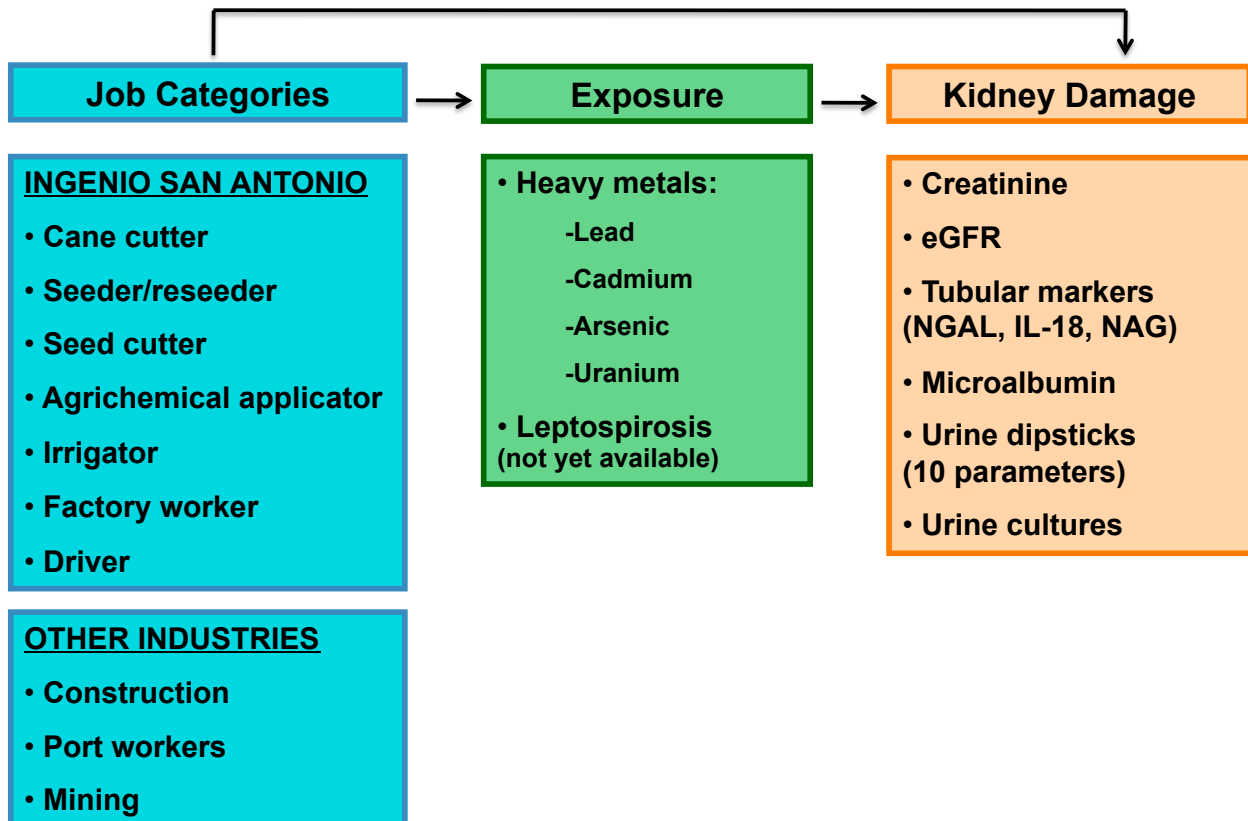 Job Categories
Exposure
Kidney Damage
INGENIO SAN ANTONIO
• Cane cutter
• Seeder/reseeder
• Seed cutter
• Agrichemical applicator
• Irrigator
• Factory worker
• Driver
OTHER INDUSTRIES
• Construction
• Port workers
• Mining
• Heavy metals:
-Lead
-Cadmium
-Arsenic
-Uranium
• Leptospirosis
(not yet available)
• Creatinine
• eGFR
• Tubular markers
(NGAL, IL-18, NAG)
• Microalbumin
• Urine dipsticks
(10 parameters)
• Urine cultures